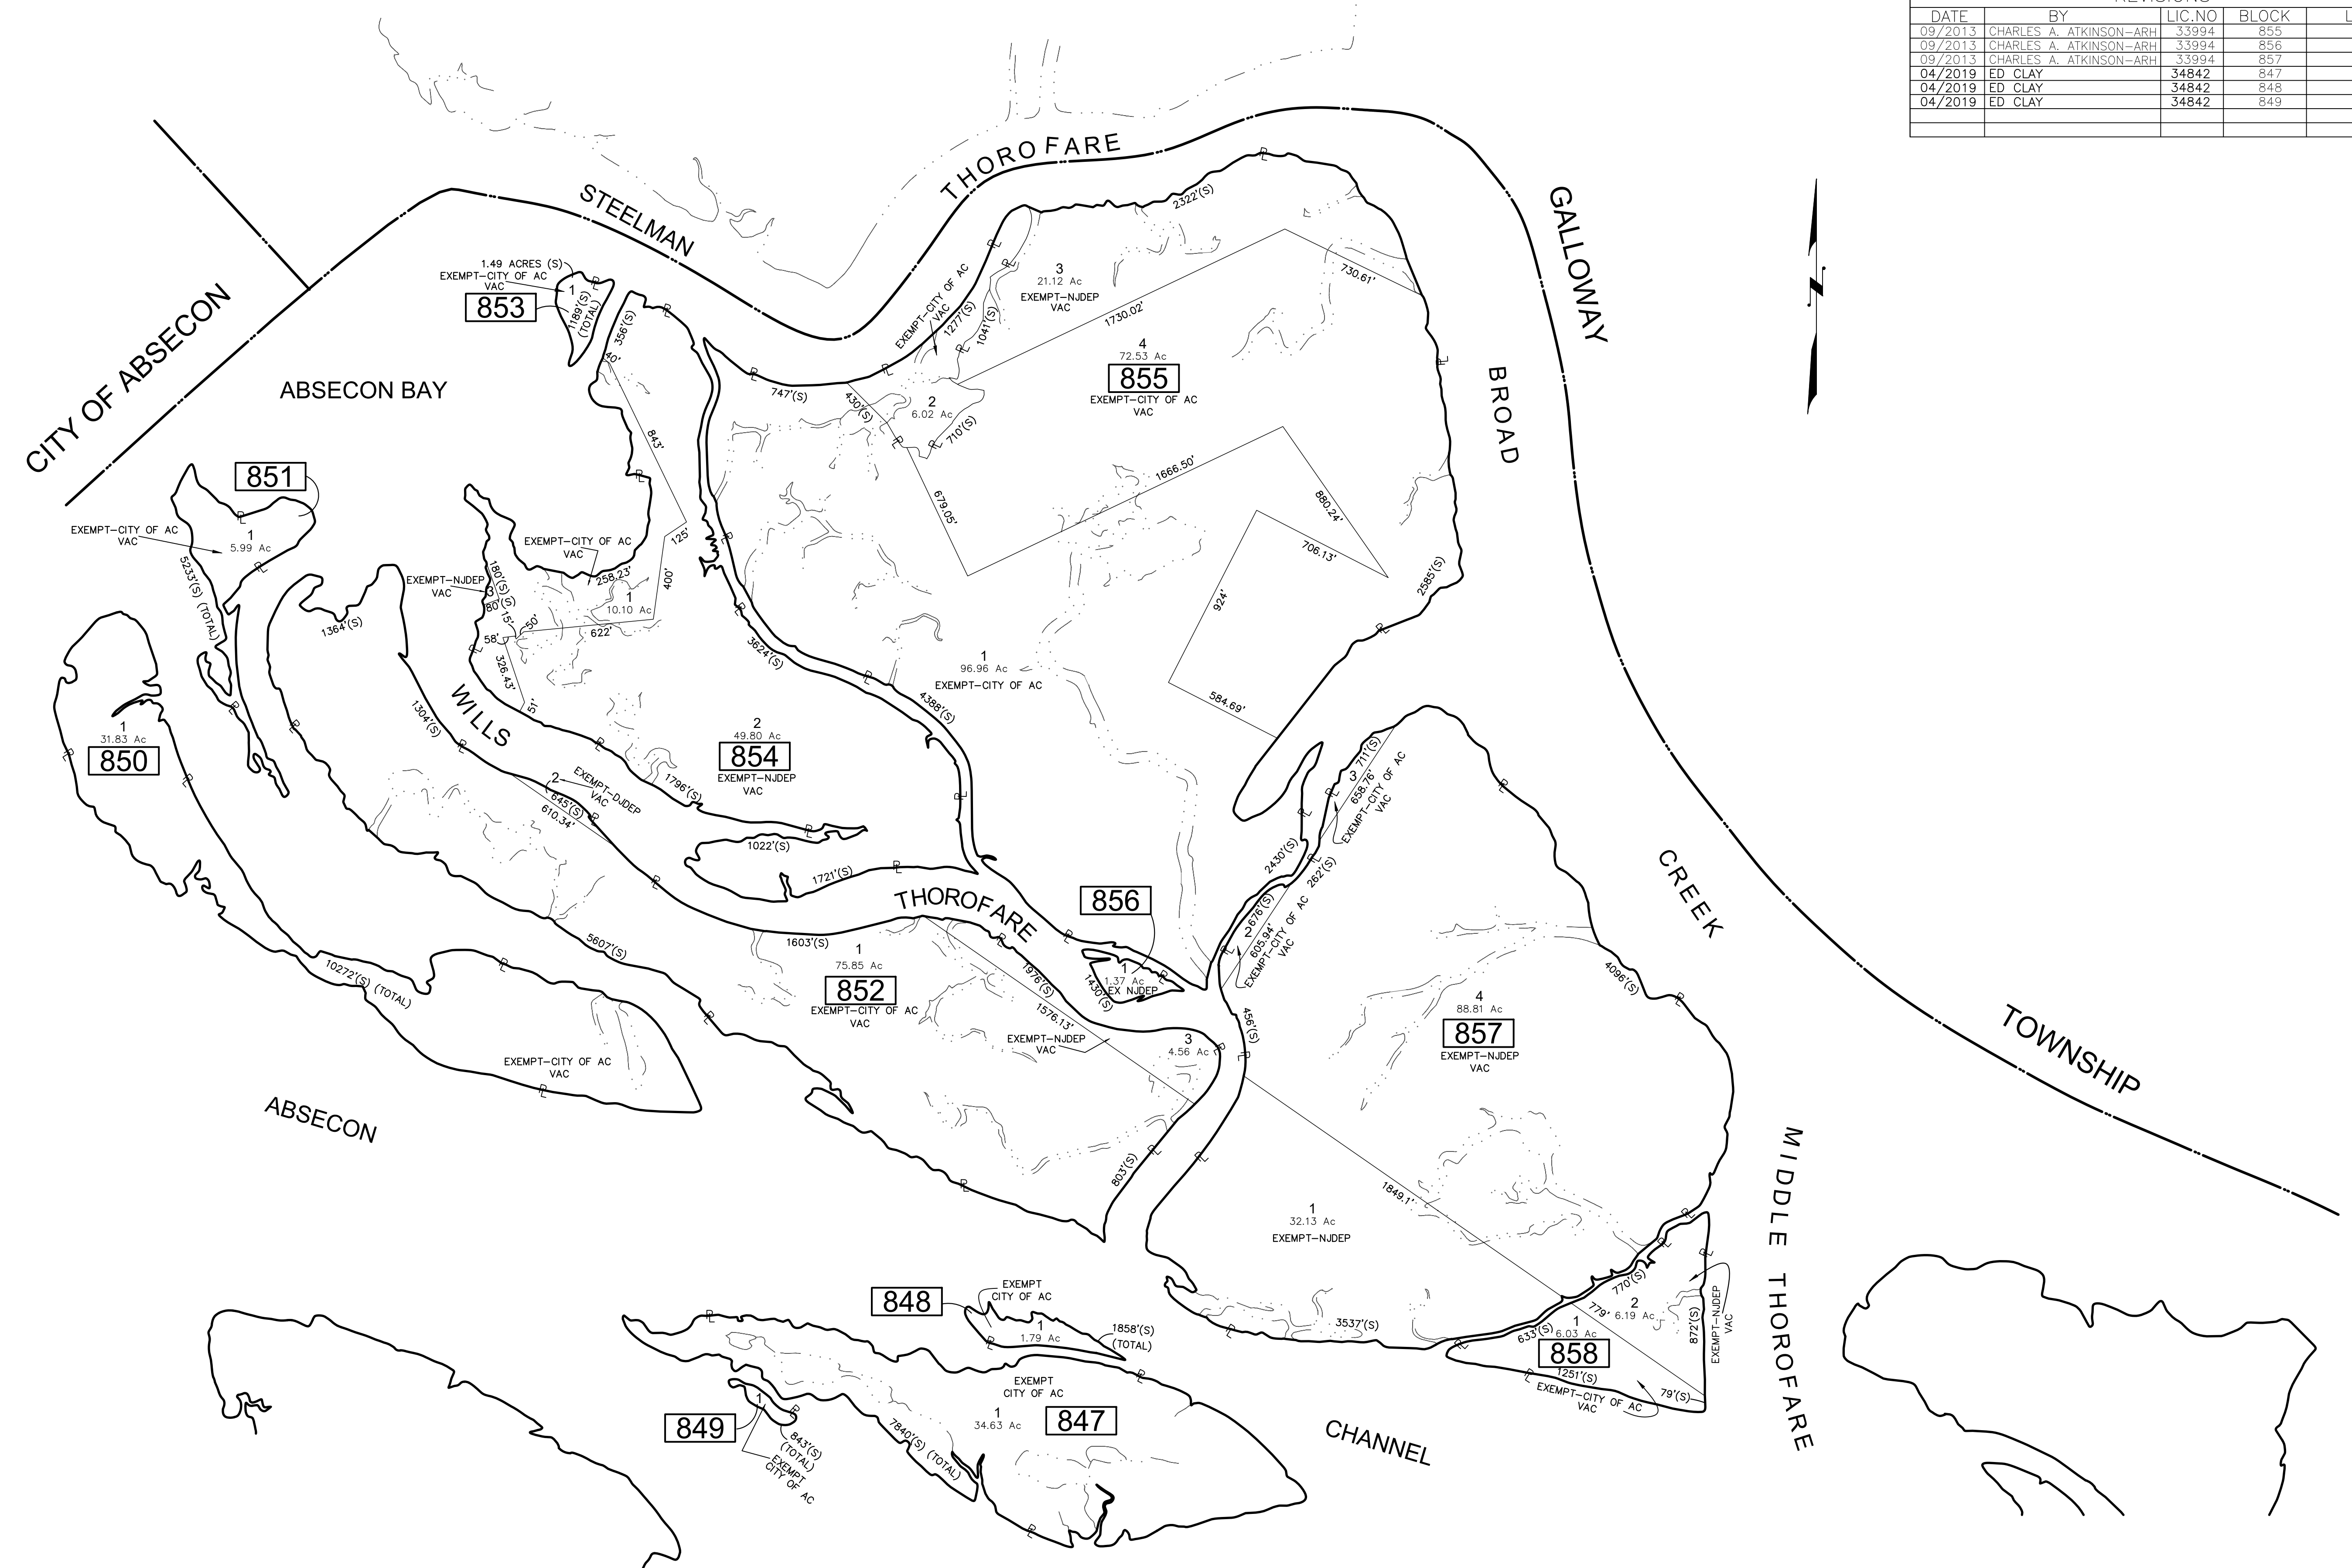 DATE BY LIC.NO BLOCK
09/2013 CHARLES A. ATKINSON-ARH 33994 855
09/2013 CHARLES A. ATKINSON-ARH 33994 856
09/2013 CHARLES A. ATKINSON-ARH 33994 857
04/2019 ED CLAY 34842 847
04/2019 ED CLAY 34842 848
04/2019 ED CLAY 34842 849
CITY OF ABSECON
STEELMAN
THOROFARE
GALLOWAY
TOWNSHIP
BROAD
CREEK
MIDDLE THOROFARE
ABSECON BAY
1.49 ACRES (S)
EXEMPT-CITY OF AC
VAC
1
853
1189'(S)
(TOTAL)
356'(S)
40'
843'
125'
400'
851
EXEMPT-CITY OF AC
VAC
1
5.99 Ac
5233'(S) (TOTAL)
EXEMPT-CITY OF AC
VAC
258.23'
1
10.10 Ac
622'
EXEMPT-NJDEP
VAC
180'(S)
3
80'(S)
15'
50'
58'
326.43'
51'
1364'(S)
1304'(S)
WILLS
THOROFARE
1
31.83 Ac
850
10272'(S) (TOTAL)
EXEMPT-CITY OF AC
VAC
2
49.80 Ac
854
EXEMPT-NJDEP
VAC
3624'(S)
4388'(S)
1796'(S)
1022'(S)
1721'(S)
2
EXEMPT-DJDEP
VAC
645'(S)
610.34'
747'(S)
430'(S)
EXEMPT-CITY OF AC
VAC
1277'(S)
1041'(S)
2
6.02 Ac
710'(S)
2322'(S)
3
21.12 Ac
EXEMPT-NJDEP
VAC
1730.02'
730.61'
4
72.53 Ac
855
EXEMPT-CITY OF AC
VAC
679.05'
1666.50'
880.24'
706.13'
924'
584.69'
2585'(S)
1
96.96 Ac
EXEMPT-CITY OF AC
711'(S)
3
658.76'
EXEMPT-CITY OF AC
VAC
2430'(S)
262'(S)
676'(S)
2
605.94'
EXEMPT-CITY OF AC
VAC
856
1
1.37 Ac
EX NJDEP
1430'(S)
456'(S)
5607'(S)
1603'(S)
1
75.85 Ac
852
EXEMPT-CITY OF AC
VAC
1976'(S)
1576.13'
EXEMPT-NJDEP
VAC
3
4.56 Ac
803'(S)
4
88.81 Ac
857
EXEMPT-NJDEP
VAC
4096'(S)
1849.1'
1
32.13 Ac
EXEMPT-NJDEP
3537'(S)
770'(S)
779'
2
6.19 Ac
872'(S)
EXEMPT-NJDEP
VAC
633'(S)
1
6.03 Ac
858
1251'(S)
79'(S)
EXEMPT-CITY OF AC
VAC
ABSECON
CHANNEL
848
EXEMPT
CITY OF AC
1
1.79 Ac
1858'(S)
(TOTAL)
EXEMPT
CITY OF AC
1
34.63 Ac
847
7840'(S) (TOTAL)
849
1
843'(S)
(TOTAL)
EXEMPT
CITY OF AC